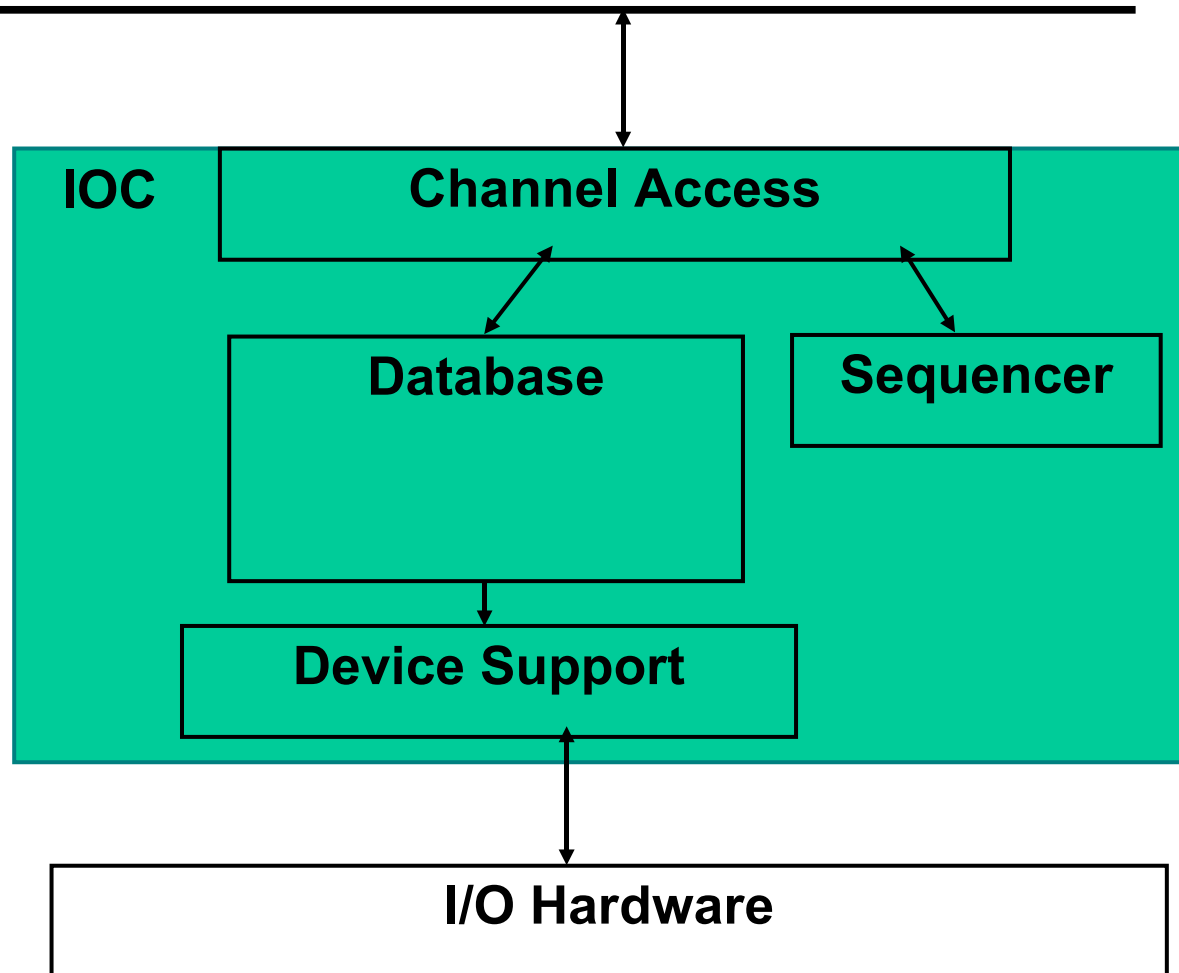 IOC
Channel Access
Database
Sequencer
Device Support
I/O Hardware